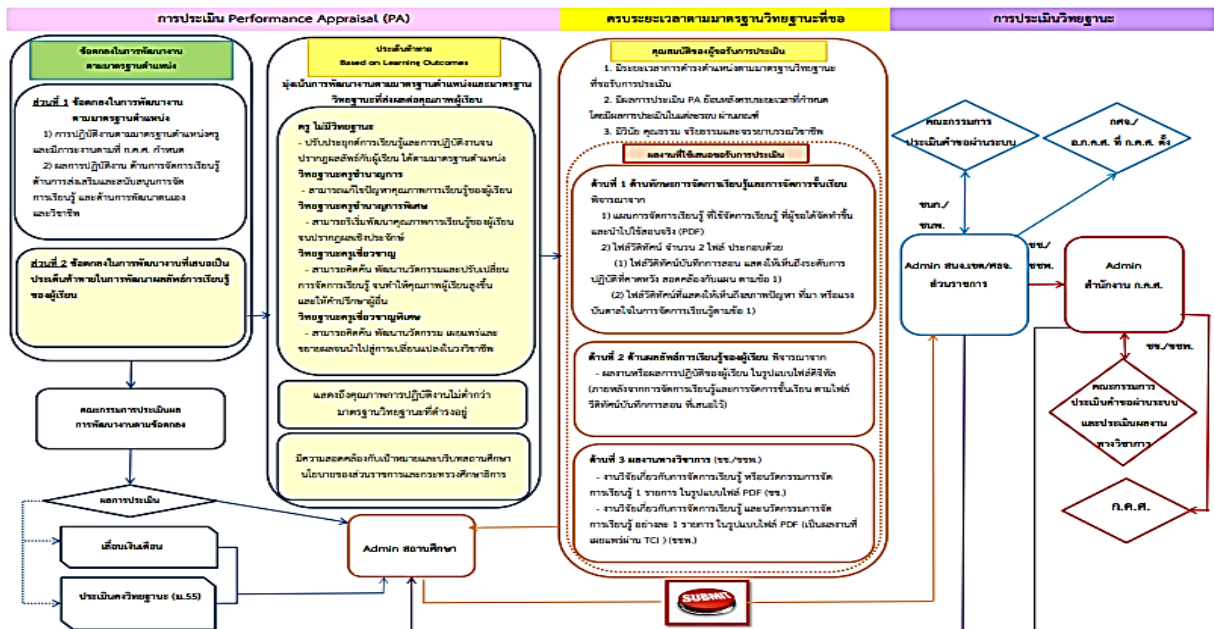 การประเมิน Performance Appraisal (PA)
ครบระยะเวลาตามมาตรฐานวิทยฐานะที่ขอ
การประเมินวิทยฐานะ
ข้อตกลงในการพัฒนางาน
ตามมาตรฐานตำแหน่ง
ส่วนที่ 1 ข้อตกลงในการพัฒนางาน
ตามมาตรฐานตำแหน่ง
1) การปฏิบัติงานตามมาตรฐานตำแหน่งครู
และมีภาระงานตามที่ ก.ค.ศ. กำหนด
2) ผลการปฏิบัติงาน ด้านการจัดการเรียนรู้
ด้านการส่งเสริมและสนับสนุนการจัด
การเรียนรู้ และด้านการพัฒนาตนเอง
และวิชาชีพ
ส่วนที่ 2 ข้อตกลงในการพัฒนางานที่เสนอเป็น
ประเด็นท้าทายในการพัฒนาผลลัพธ์การเรียนรู้
ของผู้เรียน
คณะกรรมการประเมินผล
การพัฒนางานตามข้อตกลง
ผลการประเมิน
เลื่อนเงินเดือน
ประเมินคงวิทยฐานะ (ม.55)
ประเด็นท้าทาย
Based on Learning Outcomes
มุ่งเน้นการพัฒนางานตามมาตรฐานตำแหน่งและมาตรฐาน
วิทยฐานะที่ส่งผลต่อคุณภาพผู้เรียน
ครู ไม่มีวิทยฐานะ
- ปรับประยุกต์การจัดการเรียนรู้และการปฏิบัติงานจน
ปรากฏผลลัพธ์กับผู้เรียน ได้ตามมาตรฐานตำแหน่ง
วิทยฐานะครูชำนาญการ
- สามารถแก้ไขปัญหาคุณภาพการเรียนรู้ของผู้เรียน
วิทยฐานะครูชำนาญการพิเศษ
- สามารถริเริ่มพัฒนาคุณภาพการเรียนรู้ของผู้เรียน
จนปรากฏผลเชิงประจักษ์
วิทยฐานะครูเชี่ยวชาญ
- สามารถคิดค้น พัฒนานวัตกรรมและปรับเปลี่ยน
การจัดการเรียนรู้ จนทำให้คุณภาพผู้เรียนสูงขึ้น
และให้คำปรึกษาผู้อื่น
วิทยฐานะครูเชี่ยวชาญพิเศษ
- สามารถคิดค้น พัฒนานวัตกรรม เผยแพร่และ
ขยายผลจนนำไปสู่การเปลี่ยนแปลงในวงวิชาชีพ
แสดงถึงคุณภาพการปฏิบัติงานไม่ต่ำกว่า
มาตรฐานวิทยฐานะที่ดำรงอยู่
มีความสอดคล้องกับเป้าหมายและบริบทสถานศึกษา
นโยบายของส่วนราชการและกระทรวงศึกษาธิการ
Admin สถานศึกษา
คุณสมบัติของผู้ขอรับการประเมิน
1. มีระยะเวลาการดำรงตำแหน่งตามมาตรฐานวิทยฐานะ
ที่ขอรับการประเมิน
2. มีผลการประเมิน PA ย้อนหลังครบระยะเวลาที่กำหนด
โดยมีผลการประเมินในแต่ละรอบ ผ่านเกณฑ์
3. มีวินัย คุณธรรม จริยธรรมและจรรยาบรรณวิชาชีพ
ผลงานที่ใช้เสนอขอรับการประเมิน
ด้านที่ 1 ด้านทักษะการจัดการเรียนรู้และการจัดการชั้นเรียน
พิจารณาจาก
1) แผนการจัดการเรียนรู้ ที่ใช้จัดการเรียนรู้ ที่ผู้ขอได้จัดทำขึ้น
และนำไปใช้สอนจริง (PDF)
2) ไฟล์วีดิทัศน์ จำนวน 2 ไฟล์ ประกอบด้วย
(1) ไฟล์วีดิทัศน์บันทึกการสอน แสดงให้เห็นถึงระดับการ
ปฏิบัติที่คาดหวัง สอดคล้องกับแผน ตามข้อ 1)
(2) ไฟล์วีดิทัศน์ที่แสดงให้เห็นถึงสภาพปัญหา ที่มา หรือแรง
บันดาลใจในการจัดการเรียนรู้ตามข้อ 1)
ด้านที่ 2 ด้านผลลัพธ์การเรียนรู้ของผู้เรียน พิจารณาจาก
- ผลงานหรือผลการปฏิบัติของผู้เรียน ในรูปแบบไฟล์ดิจิทัล
(ภายหลังจากการจัดการเรียนรู้และการจัดการชั้นเรียน ตามไฟล์
วีดิทัศน์บันทึกการสอน ที่เสนอไว้)
ด้านที่ 3 ผลงานทางวิชาการ (ชช./ชชพ.)
- งานวิจัยเกี่ยวกับการจัดการเรียนรู้ หรือนวัตกรรมการจัด
การเรียนรู้ 1 รายการ ในรูปแบบไฟล์ PDF (ชช.)
- งานวิจัยเกี่ยวกับการจัดการเรียนรู้ และนวัตกรรมการจัด
การเรียนรู้ อย่างละ 1 รายการ ในรูปแบบไฟล์ PDF (เป็นผลงานที่
เผยแพร่ผ่าน TCI ) (ชชพ.)
SUBMIT
คณะกรรมการ
ประเมินคำขอผ่านระบบ
กศจ./
อ.ก.ค.ศ. ที่ ก.ค.ศ. ตั้ง
ชนก./
ชนพ.
Admin สนง.เขต/ศธจ.
ส่วนราชการ
ชช./
ชชพ.
Admin
สำนักงาน ก.ค.ศ.
ชช./ชชพ.
คณะกรรมการ
ประเมินคำขอผ่านระบบ
และประเมินผลงาน
ทางวิชาการ
ก.ค.ศ.